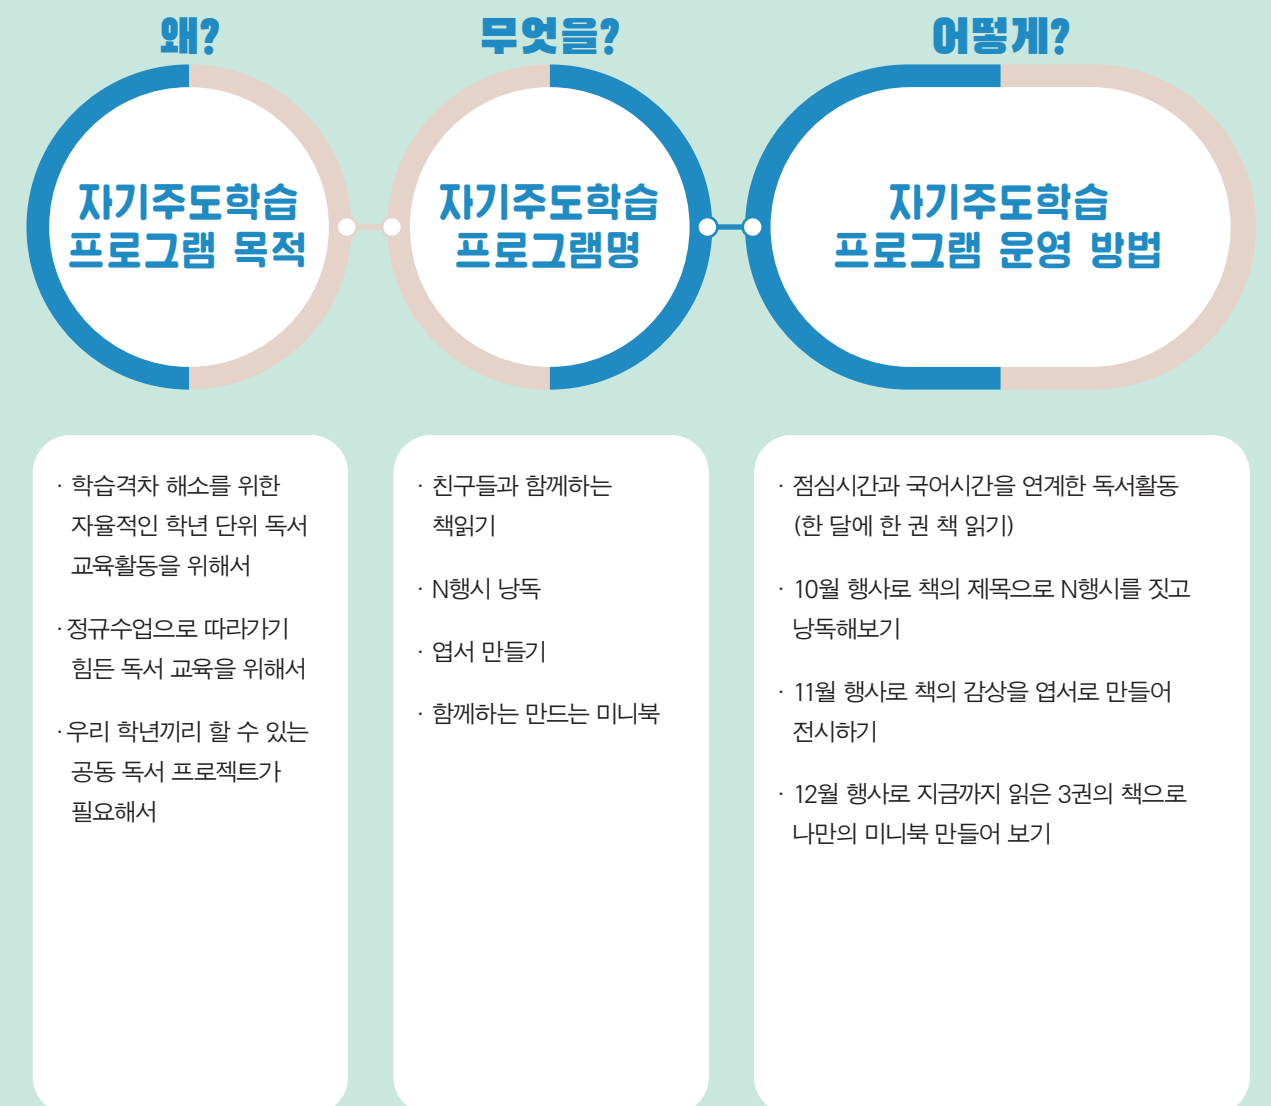 왜?
자기주도학습
프로그램 목적
· 학습격차 해소를 위한
자율적인 학년 단위 독서
교육활동을 위해서
· 정규수업으로 따라가기
힘든 독서 교육을 위해서
· 우리 학년끼리 할 수 있는
공동 독서 프로젝트가
필요해서
무엇을?
자기주도학습
프로그램명
· 친구들과 함께하는
책읽기
· N행시 낭독
· 엽서 만들기
· 함께하는 만드는 미니북
어떻게?
자기주도학습
프로그램 운영 방법
· 점심시간과 국어시간을 연계한 독서활동
(한 달에 한 권 책 읽기)
· 10월 행사로 책의 제목으로 N행시를 짓고
낭독해보기
· 11월 행사로 책의 감상을 엽서로 만들어
전시하기
· 12월 행사로 지금까지 읽은 3권의 책으로
나만의 미니북 만들어 보기